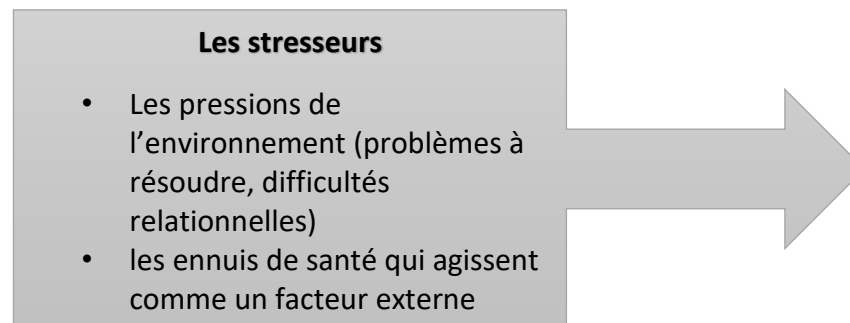 Les stresseurs
• Les pressions de
l’environnement (problèmes à
résoudre, difficultés
relationnelles)
• les ennuis de santé qui agissent
comme un facteur externe